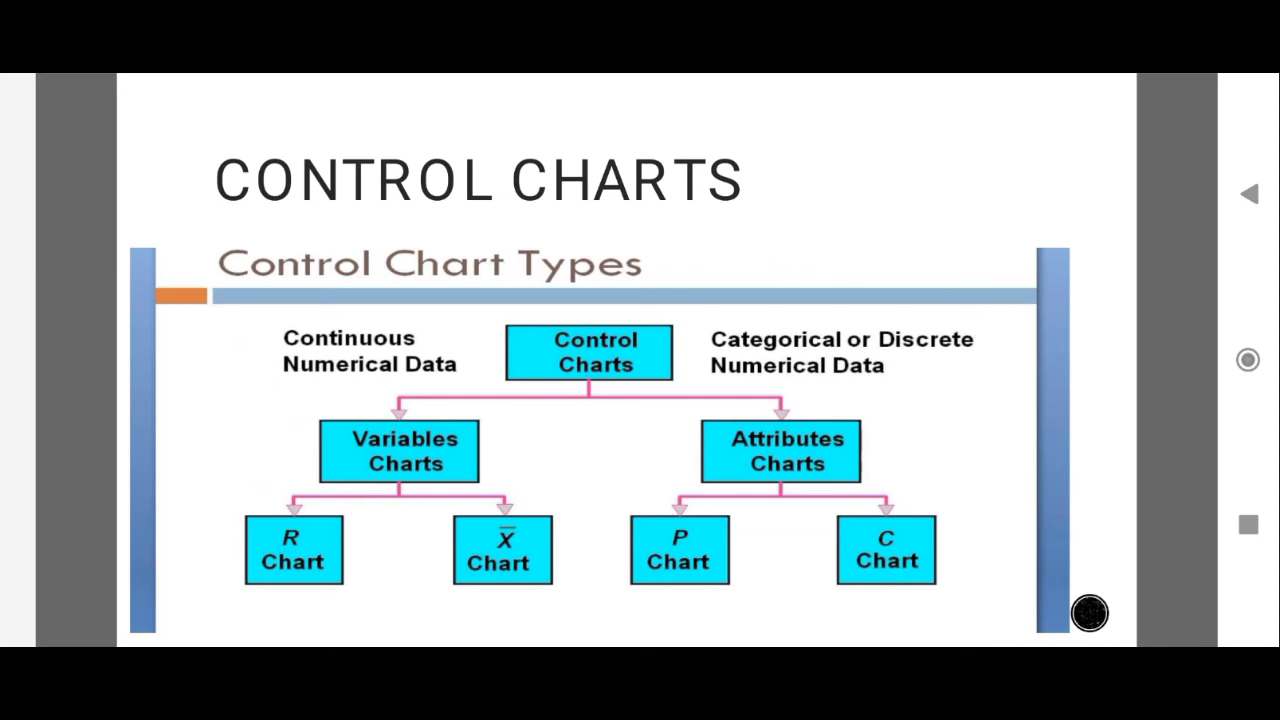 CONTROL CHARTS
Control Chart Types
Continuous
Numerical Data
Control
Charts
Categorical or Discrete
Numerical Data
Variables
Charts
Attributes
Charts
R
Chart
X̅
Chart
P
Chart
C
Chart